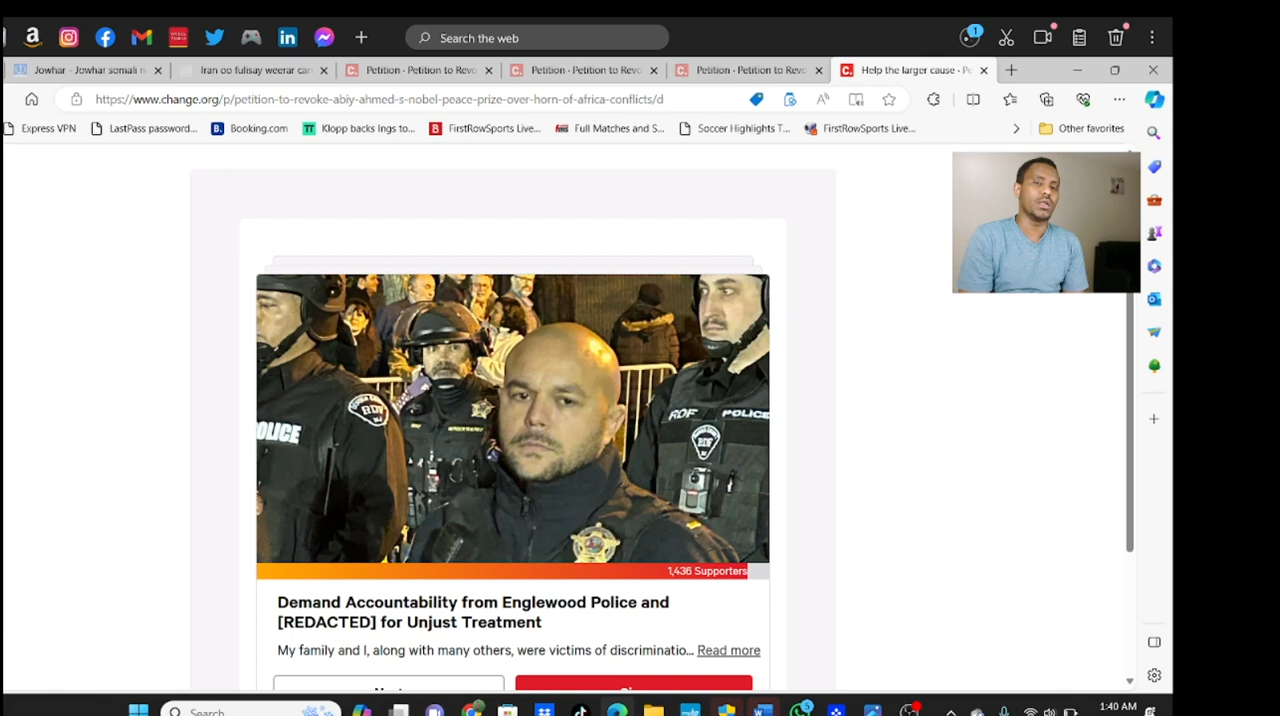 Search the web
1
Jowhar - Jowhar somali n
Iran oo fulisay weerar car
Petition · Petition to Revo
Petition · Petition to Revo
Petition · Petition to Revo
Help the larger cause - Pe
https://www.change.org/p/petition-to-revoke-abiy-ahmed-s-nobel-peace-prize-over-horn-of-africa-conflicts/d
Express VPN
LastPass password...
Booking.com
Klopp backs Ings to...
FirstRowSports Live...
Full Matches and S...
Soccer Highlights T...
FirstRowSports Live...
Other favorites
POLICE
RDF
RDF POLICE
RDF
1,436 Supporters
Demand Accountability from Englewood Police and
[REDACTED] for Unjust Treatment
My family and I, along with many others, were victims of discriminatio... Read more
Search
1:40 AM